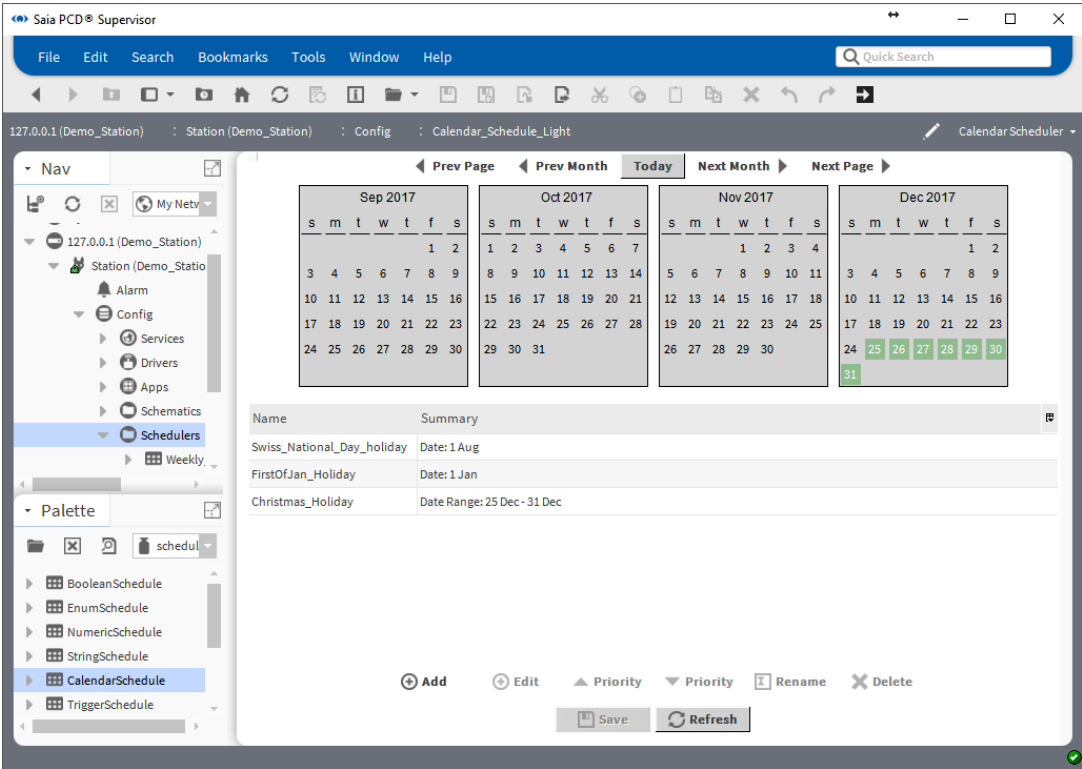 Saia PCD® Supervisor
File Edit Search Bookmarks Tools Window Help
Quick Search
127.0.0.1 (Demo_Station) : Station (Demo_Station) : Config : Calendar_Schedule_Light
Calendar Scheduler
Nav
My Netv
127.0.0.1 (Demo_Station)
Station (Demo_Statio
Alarm
Config
Services
Drivers
Apps
Schematics
Schedulers
Weekly_
Palette
schedul
BooleanSchedule
EnumSchedule
NumericSchedule
StringSchedule
CalendarSchedule
TriggerSchedule
Prev Page Prev Month Today Next Month Next Page
Sep 2017
s m t w t f s
1 2
3 4 5 6 7 8 9
10 11 12 13 14 15 16
17 18 19 20 21 22 23
24 25 26 27 28 29 30
Oct 2017
s m t w t f s
1 2 3 4 5 6 7
8 9 10 11 12 13 14
15 16 17 18 19 20 21
22 23 24 25 26 27 28
29 30 31
Nov 2017
s m t w t f s
1 2 3 4
5 6 7 8 9 10 11
12 13 14 15 16 17 18
19 20 21 22 23 24 25
26 27 28 29 30
Dec 2017
s m t w t f s
1 2
3 4 5 6 7 8 9
10 11 12 13 14 15 16
17 18 19 20 21 22 23
24 25 26 27 28 29 30
31
Name Summary
Swiss_National_Day_holiday Date: 1 Aug
FirstOfJan_Holiday Date: 1 Jan
Christmas_Holiday Date Range: 25 Dec - 31 Dec
Add Edit Priority Priority Rename Delete
Save Refresh